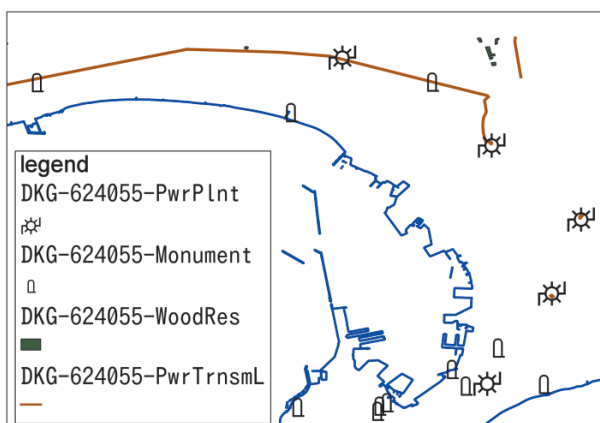 legend
DKG-624055-PwrPlnt
DKG-624055-Monument
DKG-624055-WoodRes
DKG-624055-PwrTrnsmL